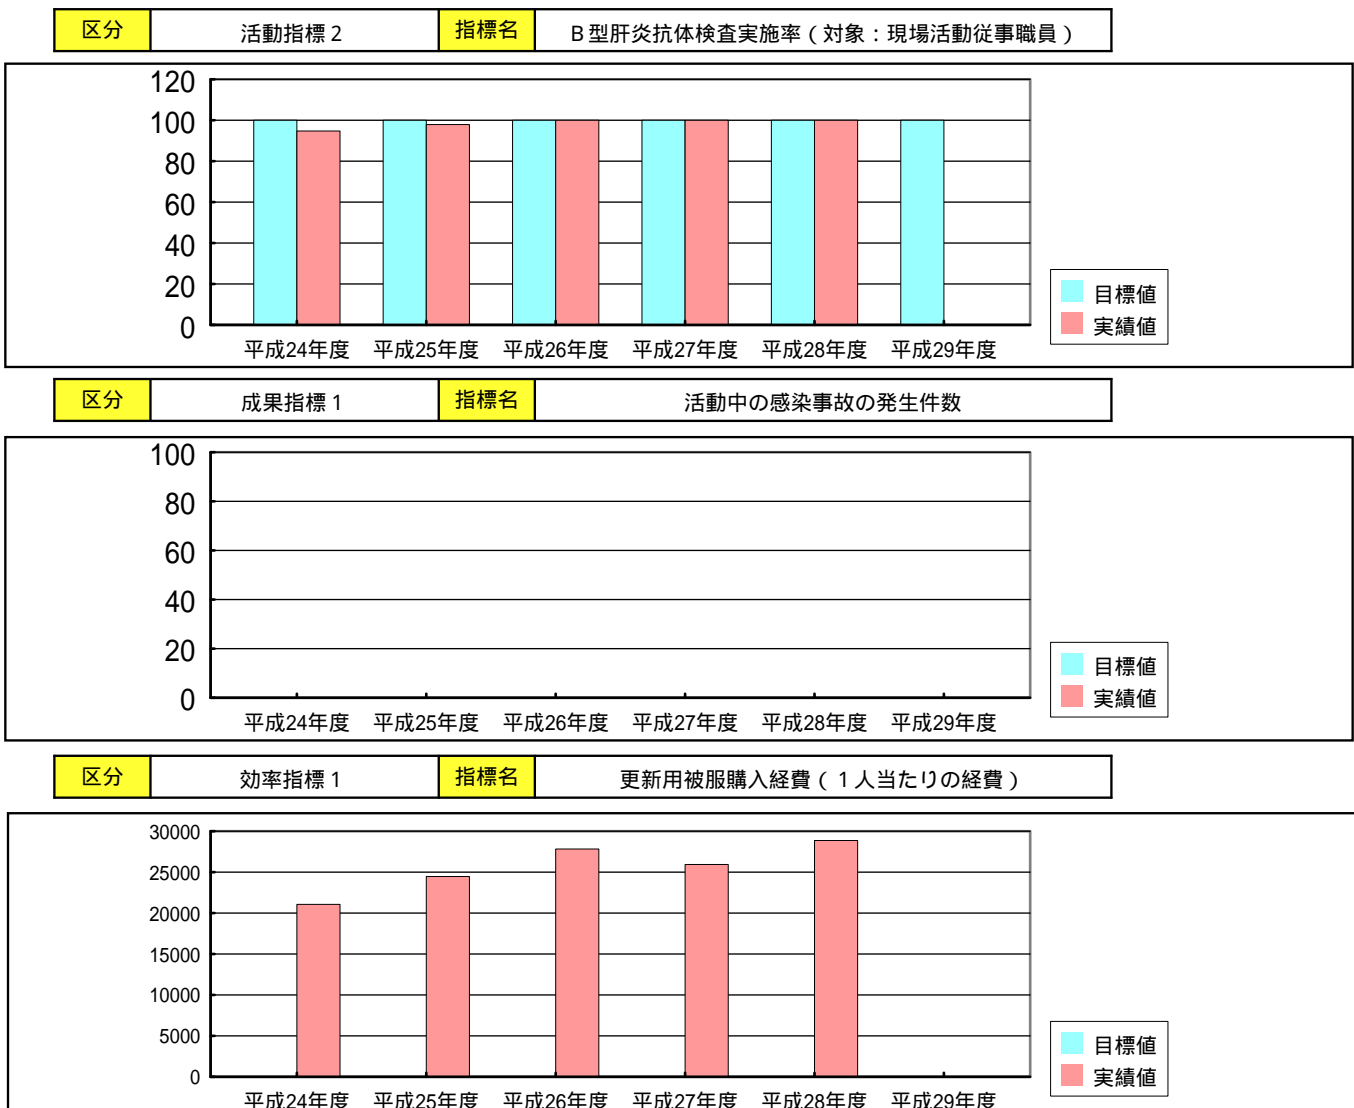 区分 活動指標２ 指標名 Ｂ型肝炎抗体検査実施率（対象：現場活動従事職員）
120
100
80
60
40
20
0
平成24年度 平成25年度 平成26年度 平成27年度 平成28年度 平成29年度
目標値
実績値
区分 成果指標１ 指標名 活動中の感染事故の発生件数
100
80
60
40
20
0
平成24年度 平成25年度 平成26年度 平成27年度 平成28年度 平成29年度
目標値
実績値
区分 効率指標１ 指標名 更新用被服購入経費（１人当たりの経費）
30000
25000
20000
15000
10000
5000
0
平成24年度 平成25年度 平成26年度 平成27年度 平成28年度 平成29年度
目標値
実績値